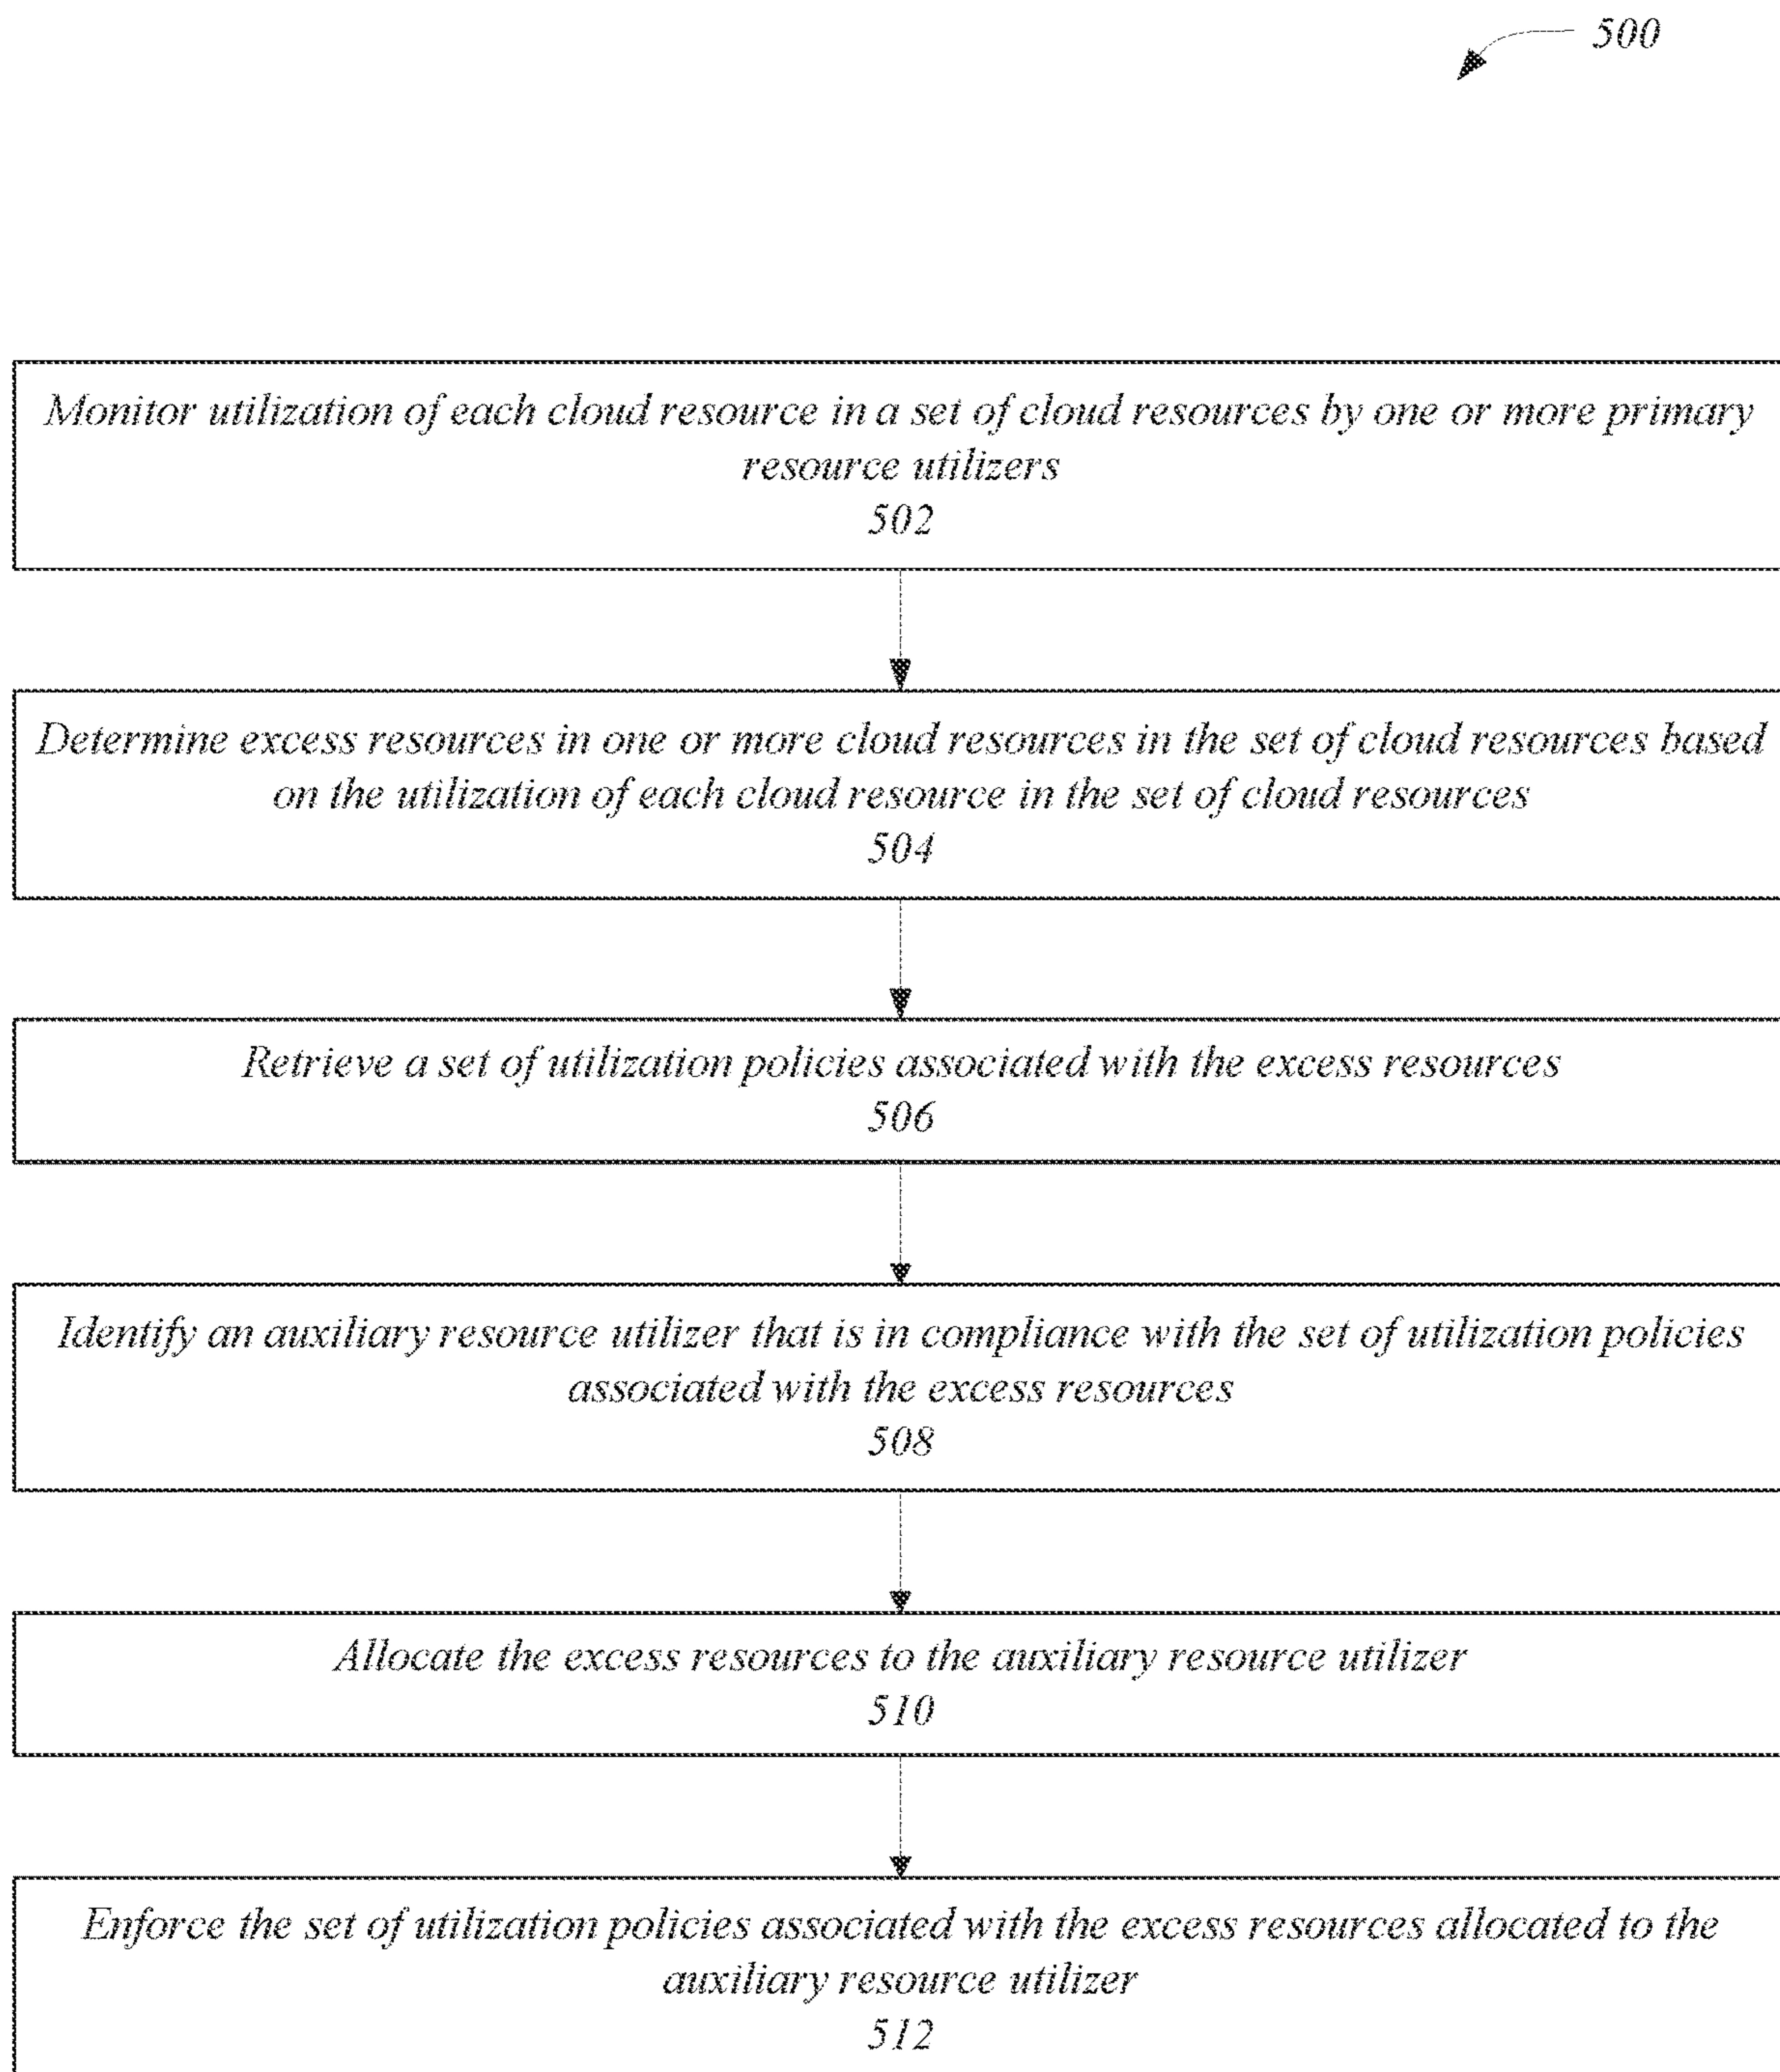 500
Monitor utilization of each cloud resource in a set of cloud resources by one or more primary
resource utilizers
502
Determine excess resources in one or more cloud resources in the set of cloud resources based
on the utilization of each cloud resource in the set of cloud resources
504
Retrieve a set of utilization policies associated with the excess resources
506
Identify an auxiliary resource utilizer that is in compliance with the set of utilization policies
associated with the excess resources
508
Allocate the excess resources to the auxiliary resource utilizer
510
Enforce the set of utilization policies associated with the excess resources allocated to the
auxiliary resource utilizer
512